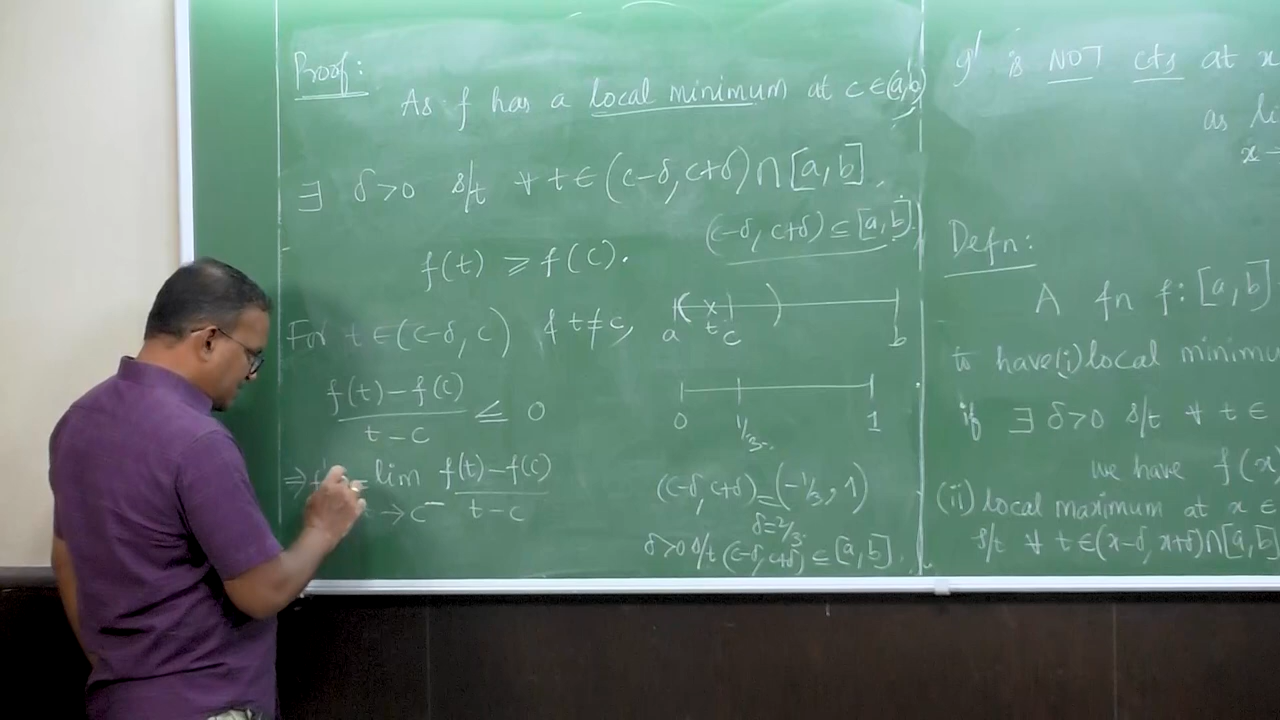 Proof:
As f has a local minimum at c ∈ (a,b)
∃ δ>0 s/t ∀ t ∈ (c-δ, c+δ) ∩ [a, b],
(c-δ, c+δ) ⊆ [a, b].
f(t) ≥ f(c).
For t ∈ (c-δ, c) & t ≠ c,
f(t) - f(c)
t - c
≤ 0
⇒ = lim f(t) - f(c)
→ c⁻ t - c
a t c b
0 1/3 1
(c-δ, c+δ) = (-1/3, 1)
δ = 2/3
δ>0 s/t (c-δ, c+δ) ⊆ [a, b].
g' is NOT cts at x
as li
x →
Defn:
A fn f: [a, b]
to have (i) local minimu
if ∃ δ>0 s/t ∀ t ∈
we have f(x)
(ii) local maximum at x ∈
s/t ∀ t ∈ (x-δ, x+δ) ∩ [a, b]